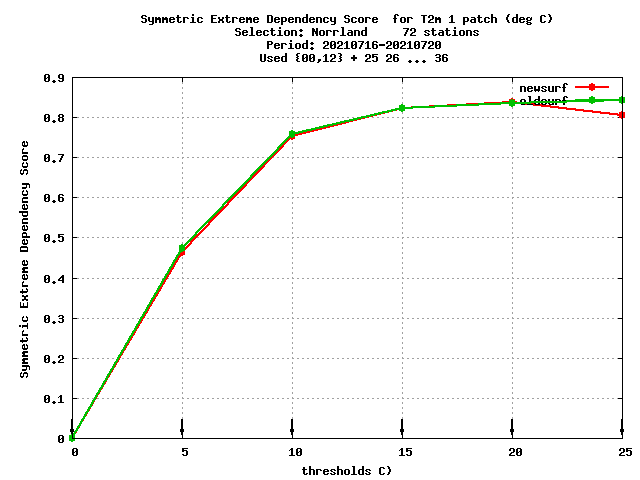 Symmetric Extreme Dependency Score  for T2m 1 patch (deg C)
Selection: Norrland     72 stations
Period: 20210716-20210720
Used {00,12} + 25 26 ... 36
newsurf
oldsurf
Symmetric Extreme Dependency Score
0.9
0.8
0.7
0.6
0.5
0.4
0.3
0.2
0.1
0
0 5 10 15 20 25
thresholds C)